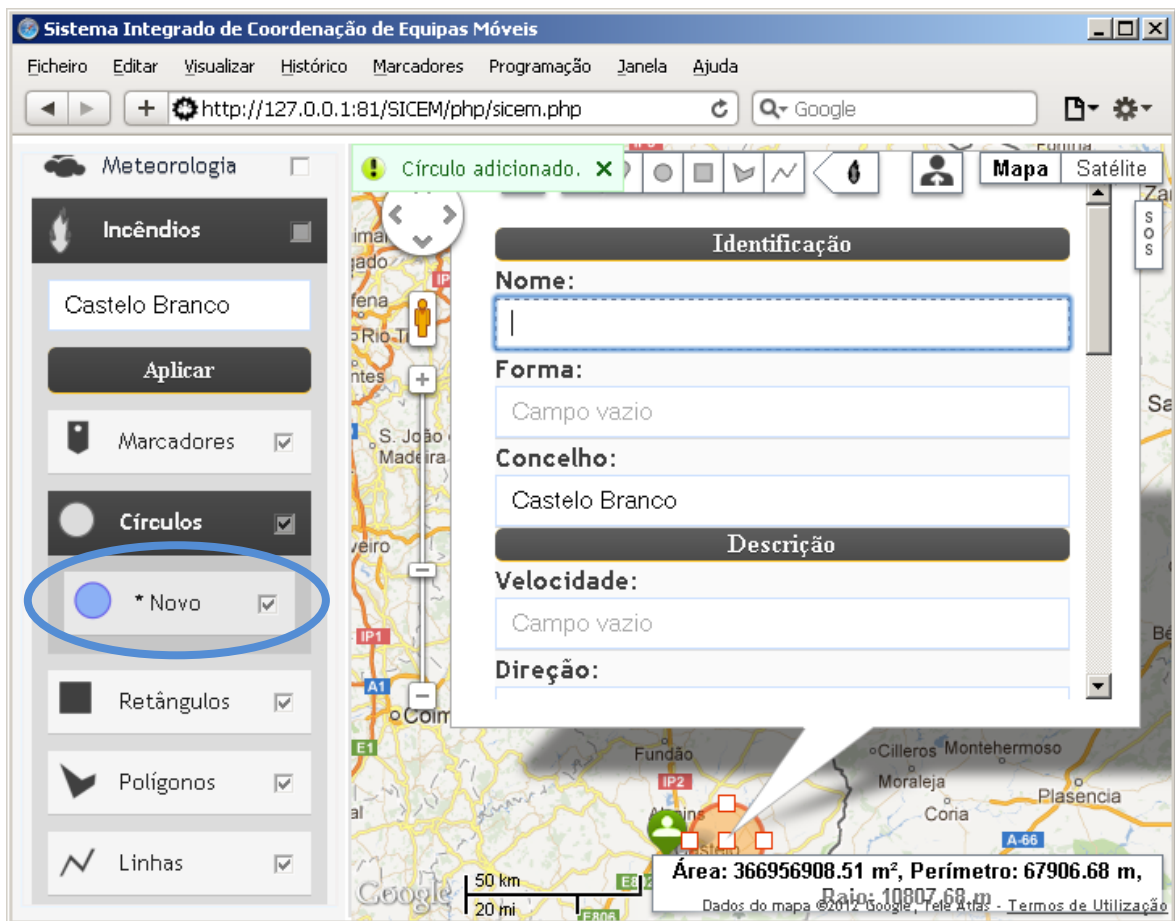 Sistema Integrado de Coordenação de Equipas Móveis
Ficheiro Editar Visualizar Histórico Marcadores Programação Janela Ajuda
http://127.0.0.1:81/SICEM/php/sicem.php
Google
Meteorologia
Incêndios
Castelo Branco
Aplicar
Marcadores
Círculos
* Novo
Retângulos
Polígonos
Linhas
Círculo adicionado.
Mapa Satélite
SOS
Identificação
Nome:
Forma:
Campo vazio
Concelho:
Castelo Branco
Descrição
Velocidade:
Campo vazio
Direção:
IP
S. João
Madeira
IP1
A1
E1
Fundão
IP2
Cilleros
Montehermoso
Moraleja
Coria
Plasencia
A-66
Área: 366956908.51 m², Perímetro: 67906.68 m,
Raio: 10807.68 m
50 km
20 mi
E806
Google
Dados do mapa ©2012 Google, Tele Atlas - Termos de Utilização